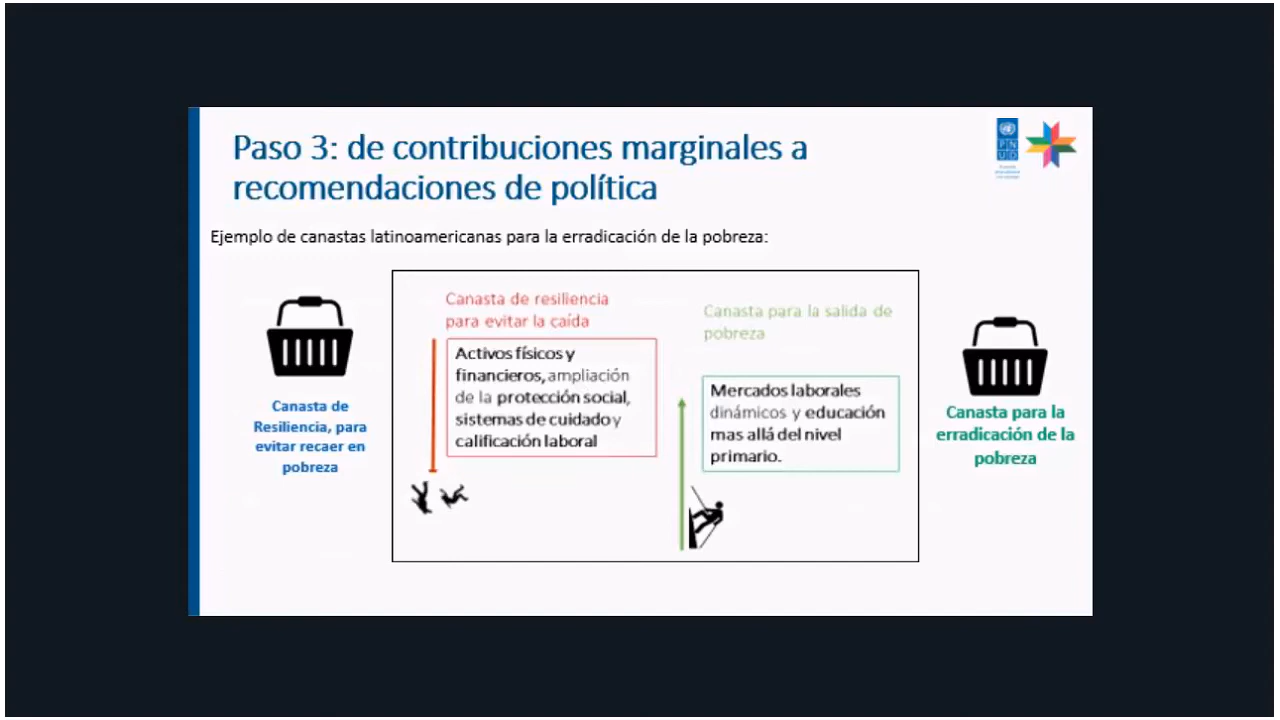 Paso 3: de contribuciones marginales a
recomendaciones de política
PNUD
Ejemplo de canastas latinoamericanas para la erradicación de la pobreza:
Canasta de
Resiliencia, para
evitar recaer en
pobreza
Canasta de resiliencia
para evitar la caída
Activos físicos y
financieros, ampliación
de la protección social,
sistemas de cuidado y
calificación laboral
Canasta para la salida de
pobreza
Mercados laborales
dinámicos y educación
mas allá del nivel
primario.
Canasta para la
erradicación de la
pobreza